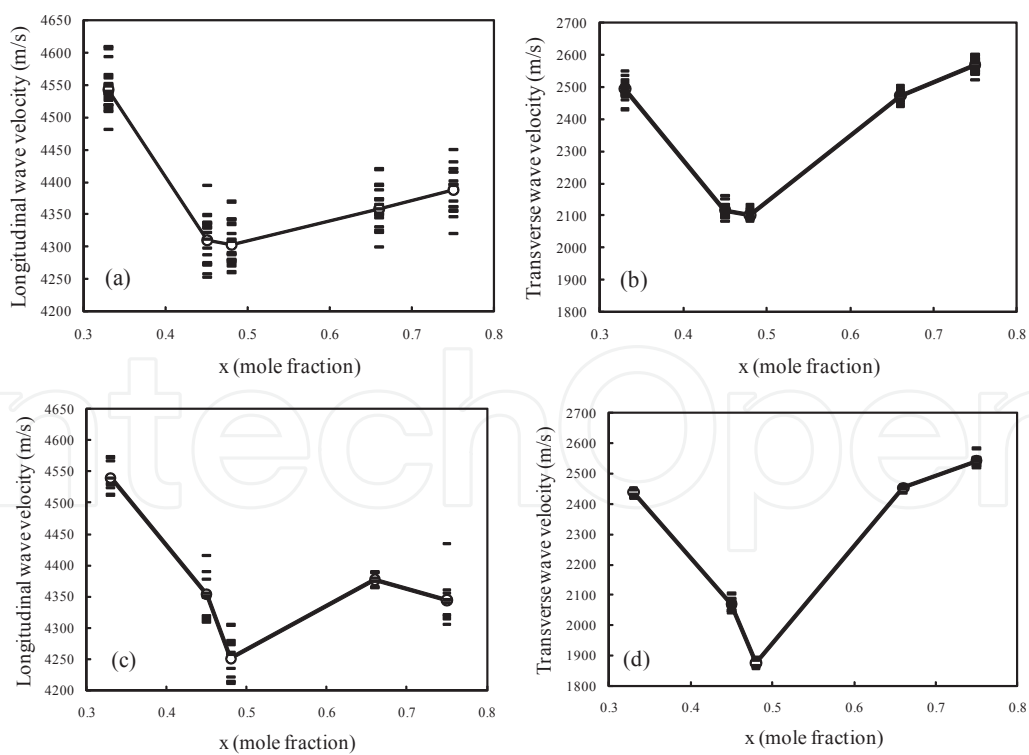 4650
4600
4550
4500
4450
4400
4350
4300
4250
4200
Longitudinal wave velocity (m/s)
(a)
0.3 0.4 0.5 0.6 0.7 0.8
x (mole fraction)
2700
2600
2500
2400
2300
2200
2100
2000
1900
1800
Transverse wave velocity (m/s)
(b)
0.3 0.4 0.5 0.6 0.7 0.8
x (mole fraction)
ntechOpen
4650
4600
4550
4500
4450
4400
4350
4300
4250
4200
Longitudinal wave velocity (m/s)
(c)
0.3 0.4 0.5 0.6 0.7 0.8
x (mole fraction)
2700
2600
2500
2400
2300
2200
2100
2000
1900
1800
Transverse wave velocity (m/s)
(d)
0.3 0.4 0.5 0.6 0.7 0.8
x (mole fraction)